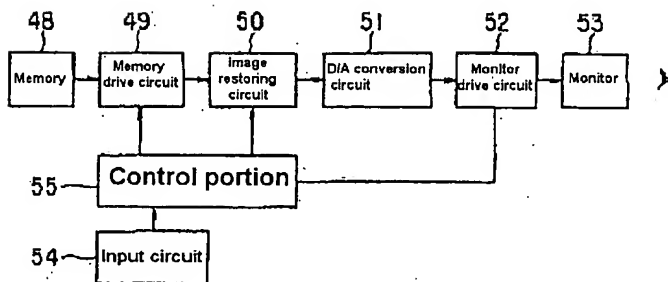 48 49 50 51 52 53
Memory
Memory
drive circuit
Image
restoring
circuit
D/A conversion
circuit
Monitor
drive circuit
Monitor
55
Control portion
54
Input circuit